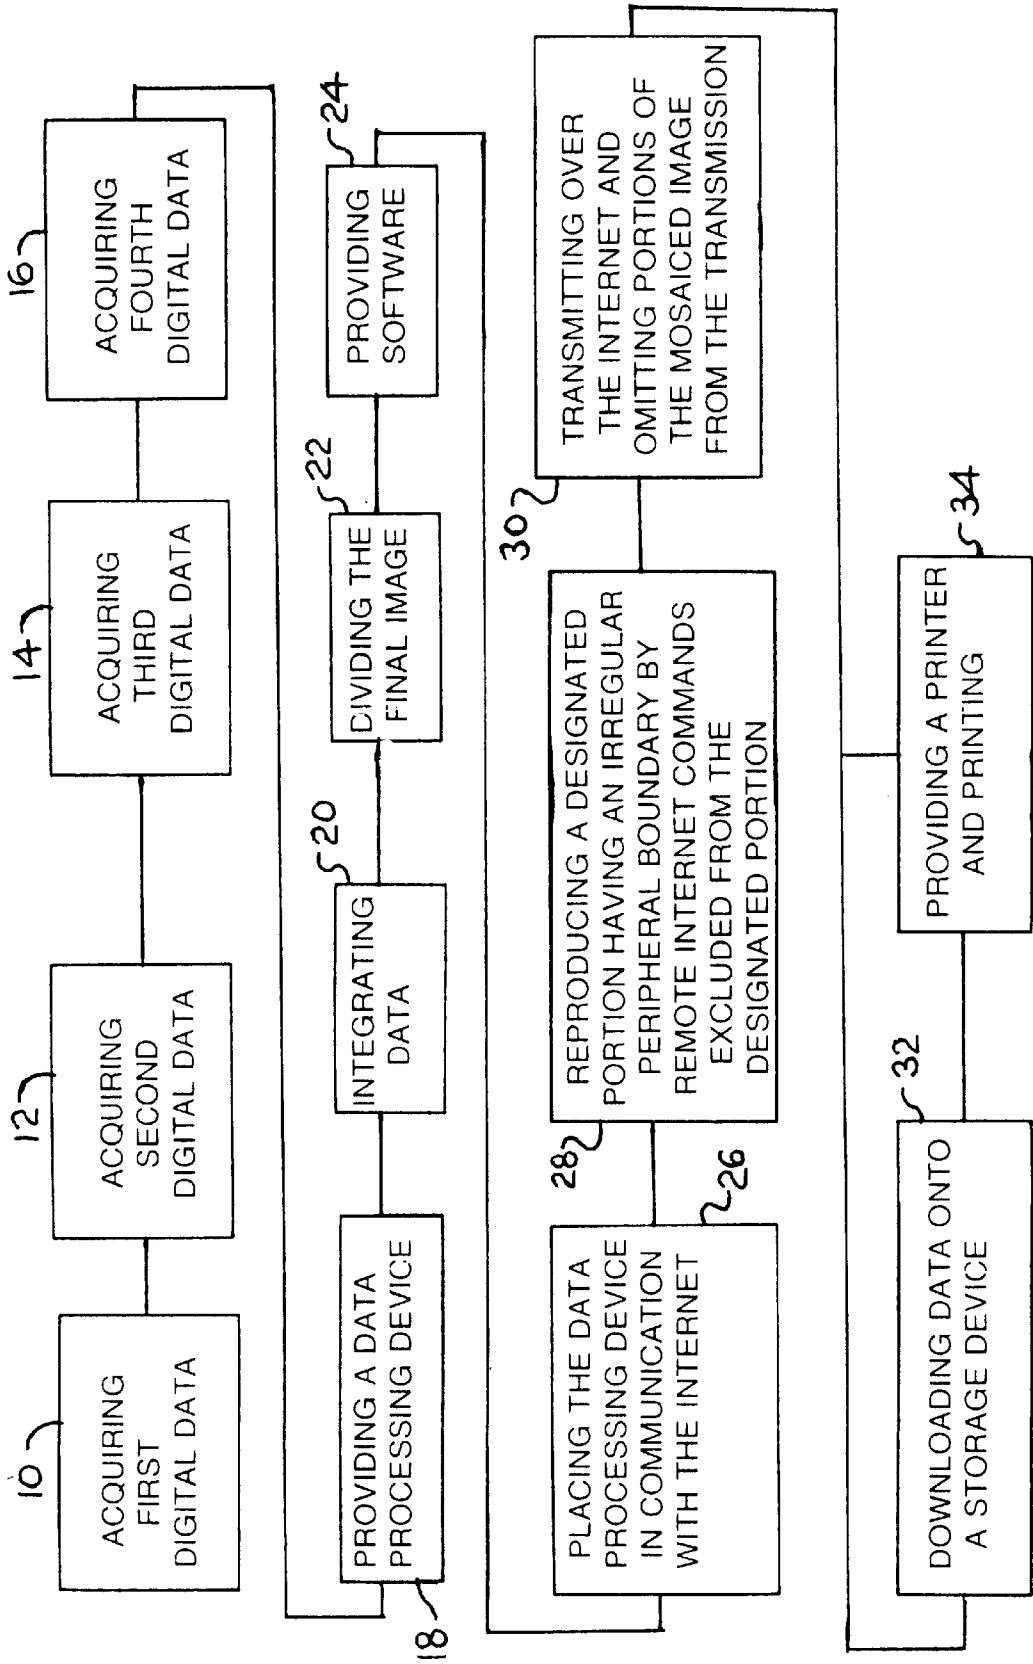 10
ACQUIRING
FIRST
DIGITAL DATA
12
ACQUIRING
SECOND
DIGITAL DATA
14
ACQUIRING
THIRD
DIGITAL DATA
16
ACQUIRING
FOURTH
DIGITAL DATA
18
PROVIDING A DATA
PROCESSING DEVICE
20
INTEGRATING
DATA
22
DIVIDING THE
FINAL IMAGE
24
PROVIDING
SOFTWARE
26
PLACING THE DATA
PROCESSING DEVICE
IN COMMUNICATION
WITH THE INTERNET
28
REPRODUCING A DESIGNATED
PORTION HAVING AN IRREGULAR
PERIPHERAL BOUNDARY BY
REMOTE INTERNET COMMANDS
EXCLUDED FROM THE
DESIGNATED PORTION
30
TRANSMITTING OVER
THE INTERNET AND
OMITTING PORTIONS OF
THE MOSAICED IMAGE
FROM THE TRANSMISSION
32
DOWNLOADING DATA ONTO
A STORAGE DEVICE
34
PROVIDING A PRINTER
AND PRINTING